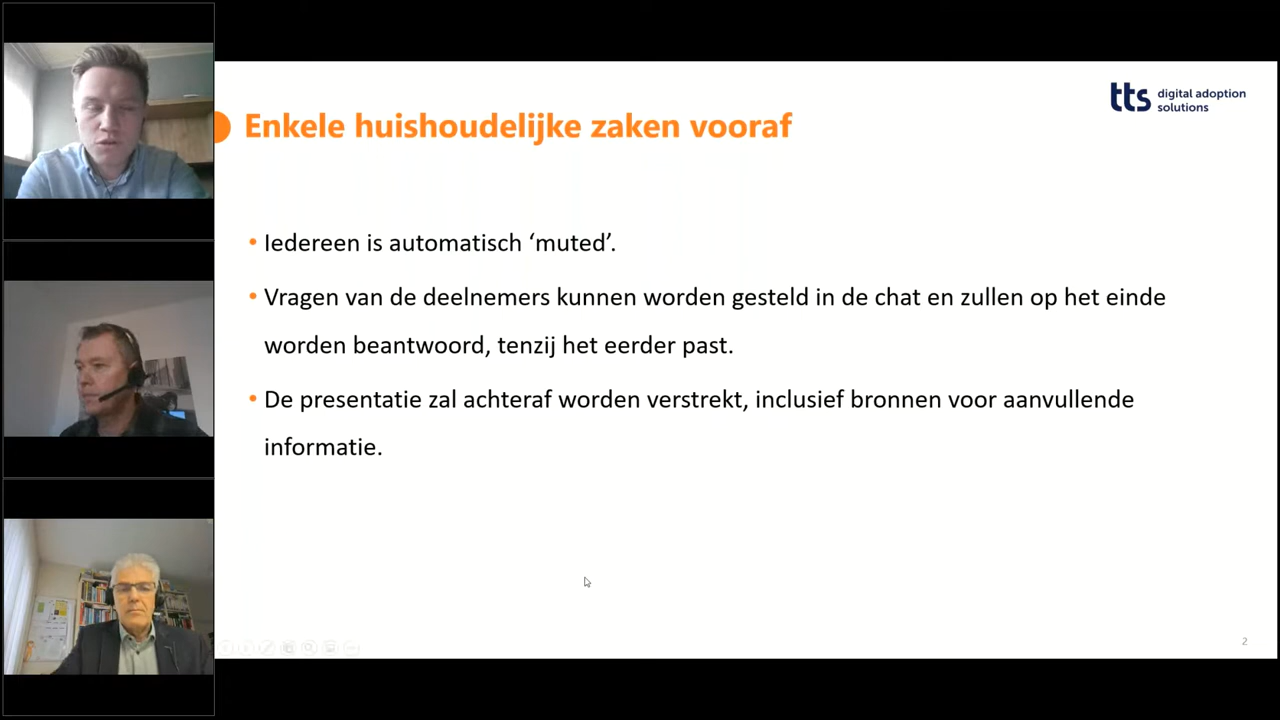 tts digital adoption
solutions
Enkele huishoudelijke zaken vooraf
• Iedereen is automatisch ‘muted’.
• Vragen van de deelnemers kunnen worden gesteld in de chat en zullen op het einde
worden beantwoord, tenzij het eerder past.
• De presentatie zal achteraf worden verstrekt, inclusief bronnen voor aanvullende
informatie.
2